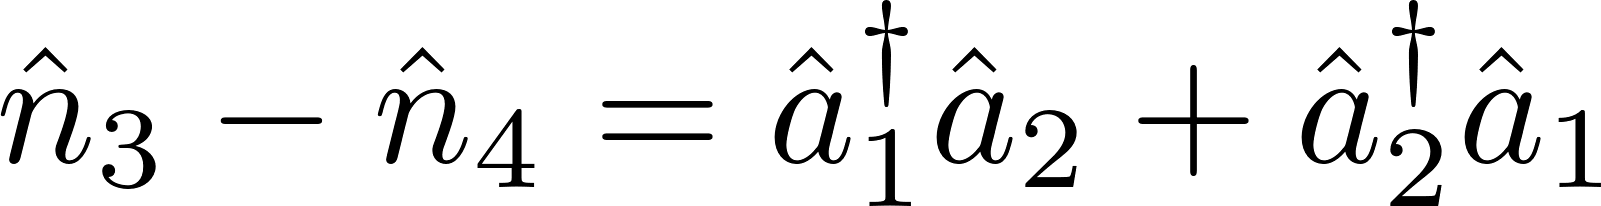 n̂₃ − n̂₄ = â₁†â₂ + â₂†â₁